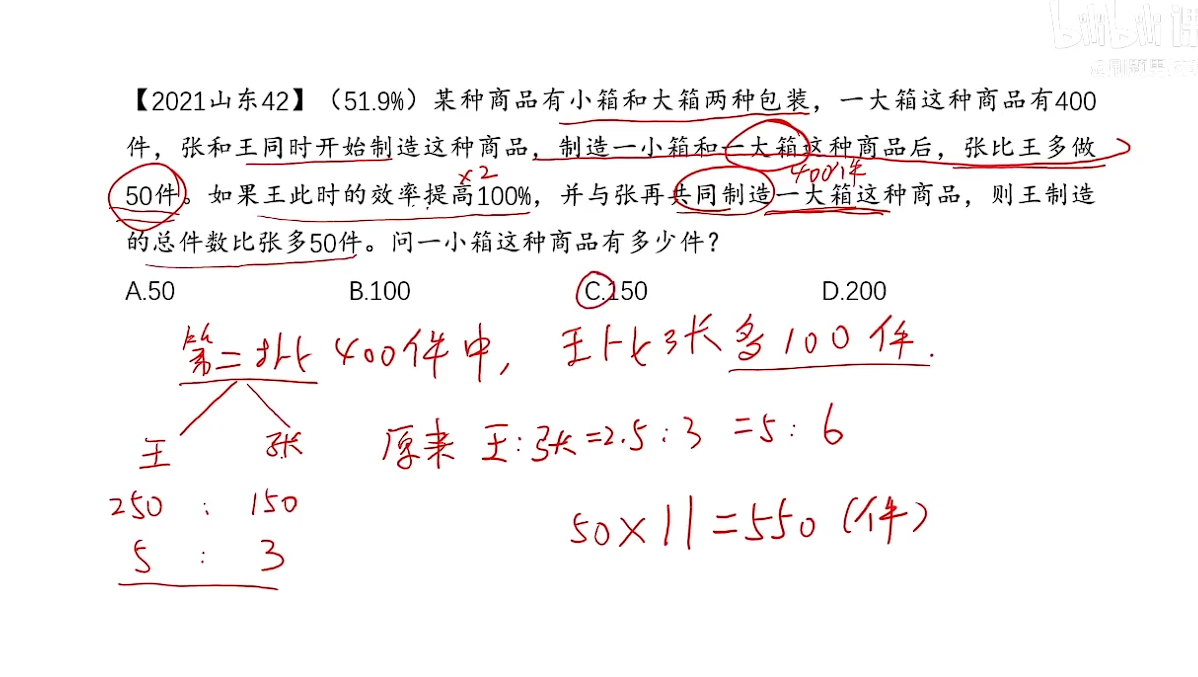 bilibili 课
【2021山东42】（51.9%）某种商品有小箱和大箱两种包装，一大箱这种商品有400
件，张和王同时开始制造这种商品，制造一小箱和一大箱这种商品后，张比王多做
×2 400件
50件。如果王此时的效率提高100%，并与张再共同制造一大箱这种商品，则王制造
的总件数比张多50件。问一小箱这种商品有多少件？
A.50 B.100 C.150 D.200
第二批400件中，王比张多100件.
王 张 原来 王:张=2.5:3 =5:6
250 : 150
50×11=550(件)
5 : 3